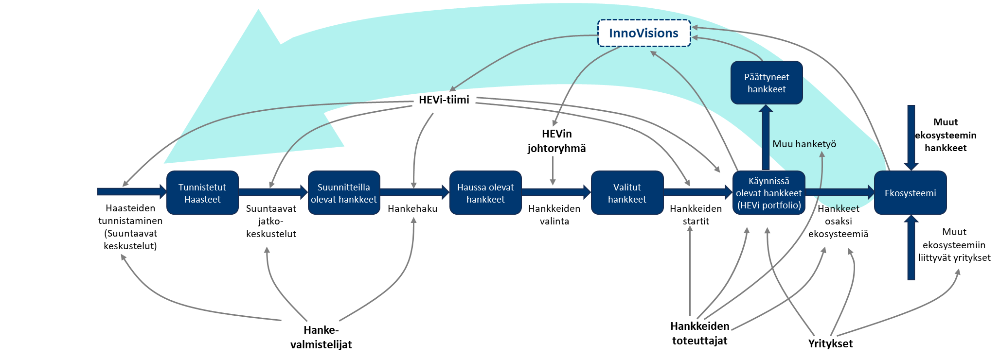 InnoVisions
Päättyneet
hankkeet
HEVi-tiimi
HEVin
johtoryhmä
Muu hanketyö
Muut
ekosysteemin
hankkeet
Tunnistetut
Haasteet
Suunnitteilla
olevat hankkeet
Haussa olevat
hankkeet
Valitut
hankkeet
Käynnissä
olevat hankkeet
(HEVi portfolio)
Ekosysteemi
Haasteiden
tunnistaminen
(Suuntaavat
keskustelut)
Suuntaavat
jatko-
keskustelut
Hankehaku
Hankkeiden
valinta
Hankkeiden
startit
Hankkeet
osaksi
ekosysteemiä
Muut
ekosysteemiin
liittyvät yritykset
Hanke-
valmistelijat
Hankkeiden
toteuttajat
Yritykset